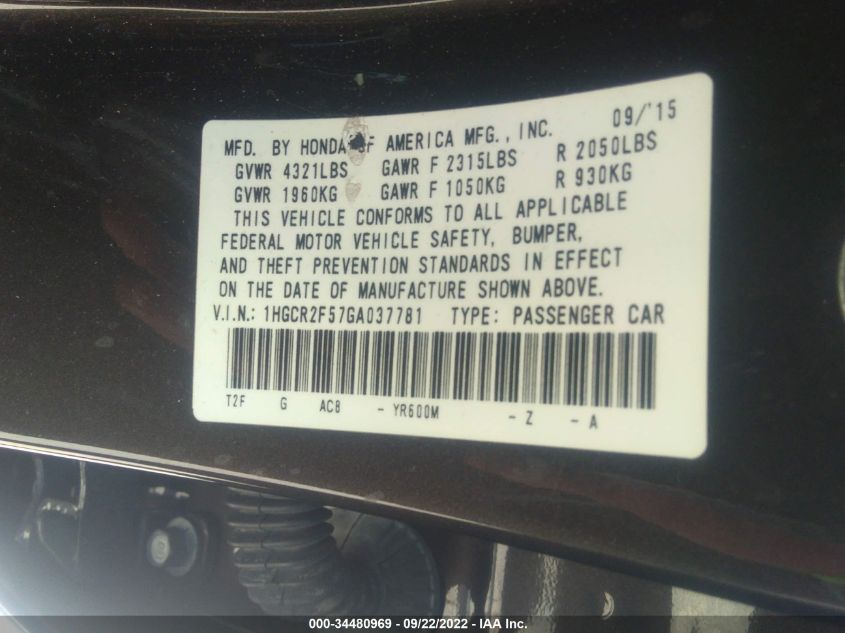 09/'15
MFD. BY HONDA OF AMERICA MFG., INC.
GVWR 4321LBS GAWR F 2315LBS R 2050LBS
GVWR 1960KG GAWR F 1050KG R 930KG
THIS VEHICLE CONFORMS TO ALL APPLICABLE
FEDERAL MOTOR VEHICLE SAFETY, BUMPER,
AND THEFT PREVENTION STANDARDS IN EFFECT
ON THE DATE OF MANUFACTURE SHOWN ABOVE.
V.I.N.: 1HGCR2F57GA037781 TYPE: PASSENGER CAR
T2F G AC8 - YR600M - Z - A
000-34480969 - 09/22/2022 - IAA Inc.